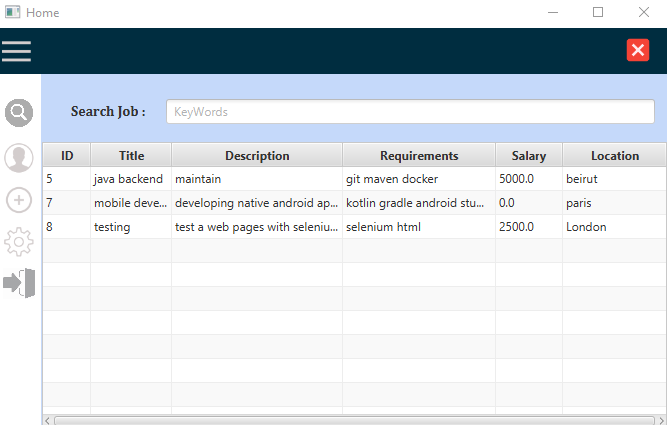 Home
Search Job :
KeyWords
ID Title Description Requirements Salary Location
5 java backend maintain git maven docker 5000.0 beirut
7 mobile deve... developing native android ap... kotlin gradle android stu... 0.0 paris
8 testing test a web pages with seleniu... selenium html 2500.0 London